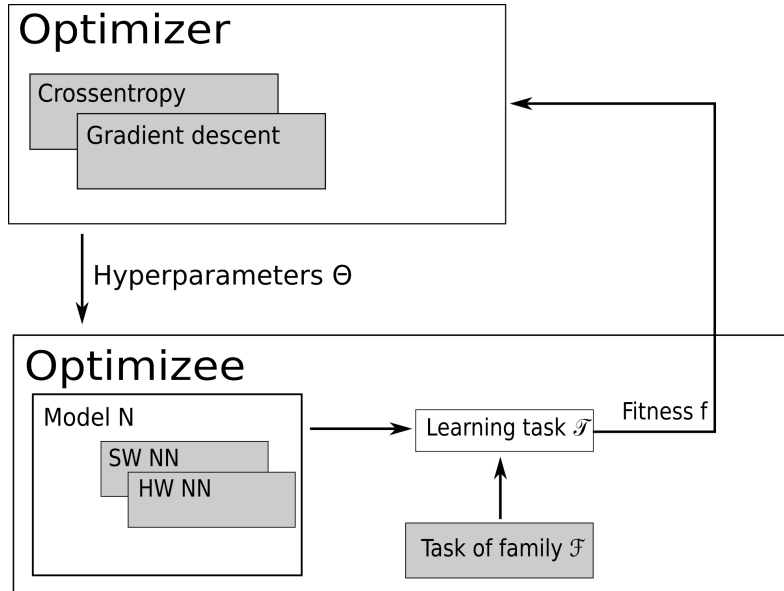 Optimizer
Crossentropy
Gradient descent
Hyperparameters Θ
Optimizee
Model N
SW NN
HW NN
Learning task 𝒯
Fitness f
Task of family ℱ